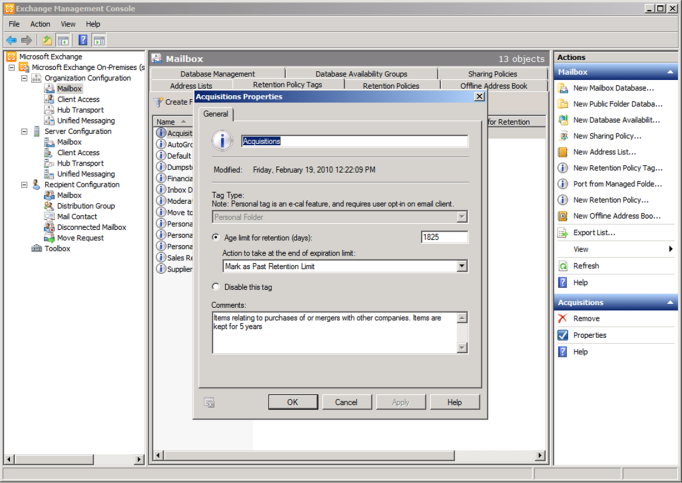 Exchange Management Console
File Action View Help
Microsoft Exchange
Microsoft Exchange On-Premises (s
Organization Configuration
Mailbox
Client Access
Hub Transport
Unified Messaging
Server Configuration
Mailbox
Client Access
Hub Transport
Unified Messaging
Recipient Configuration
Mailbox
Distribution Group
Mail Contact
Disconnected Mailbox
Move Request
Toolbox
Mailbox 13 objects
Database Management Database Availability Groups Sharing Policies
Address Lists Retention Policy Tags Retention Policies Offline Address Book
Create F
Name for Retention
Acquisit
AutoGro
Default
Dumpste
Financia
Inbox D
Modera
Move to
Persona
Persona
Persona
Sales Re
Supplier
Acquisitions Properties
General
Acquisitions
Modified: Friday, February 19, 2010 12:22:09 PM
Tag Type:
Note: Personal tag is an e-cal feature, and requires user opt-in on email client.
Personal Folder
Age limit for retention (days): 1825
Action to take at the end of expiration limit:
Mark as Past Retention Limit
Disable this tag
Comments:
Items relating to purchases of or mergers with other companies. Items are
kept for 5 years
OK Cancel Apply Help
Actions
Mailbox
New Mailbox Database...
New Public Folder Databa...
New Database Availabilit...
New Sharing Policy...
New Address List...
New Retention Policy Tag...
Port from Managed Folde...
New Retention Policy...
New Offline Address Boo...
Export List...
View
Refresh
Help
Acquisitions
Remove
Properties
Help